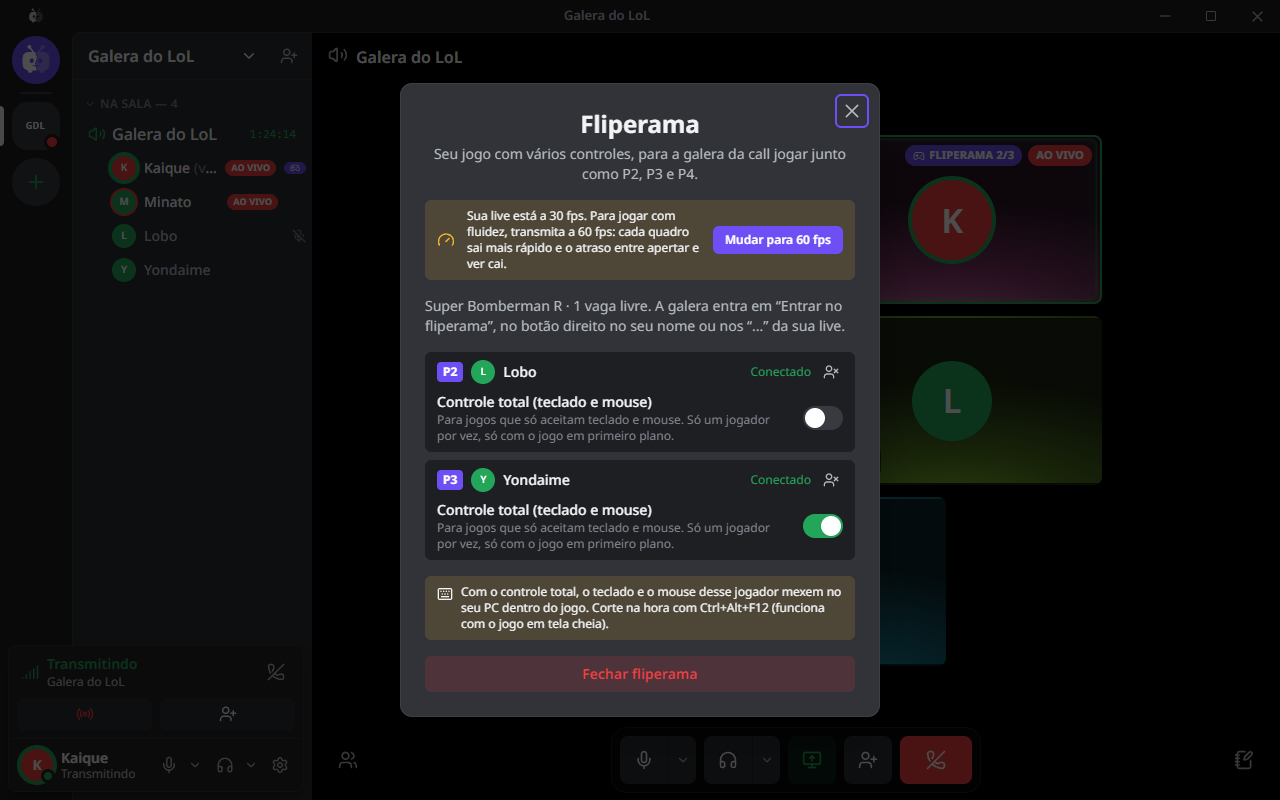 Galera do LoL
Galera do LoL
Galera do LoL
GDL
NA SALA — 4
Galera do LoL
1:24:14
Kaique (v...
AO VIVO
Minato
AO VIVO
Lobo
Yondaime
K
M
L
Y
FLIPERAMA 2/3
AO VIVO
K
L
Fliperama
Seu jogo com vários controles, para a galera da call jogar junto
como P2, P3 e P4.
Sua live está a 30 fps. Para jogar com
fluidez, transmita a 60 fps: cada quadro
sai mais rápido e o atraso entre apertar e
ver cai.
Mudar para 60 fps
Super Bomberman R · 1 vaga livre. A galera entra em “Entrar no
fliperama”, no botão direito no seu nome ou nos “...” da sua live.
P2
L
Lobo
Conectado
Controle total (teclado e mouse)
Para jogos que só aceitam teclado e mouse. Só um jogador
por vez, só com o jogo em primeiro plano.
P3
Y
Yondaime
Conectado
Controle total (teclado e mouse)
Para jogos que só aceitam teclado e mouse. Só um jogador
por vez, só com o jogo em primeiro plano.
Com o controle total, o teclado e o mouse desse jogador mexem no
seu PC dentro do jogo. Corte na hora com Ctrl+Alt+F12 (funciona
com o jogo em tela cheia).
Fechar fliperama
Transmitindo
Galera do LoL
K
Kaique
Transmitindo